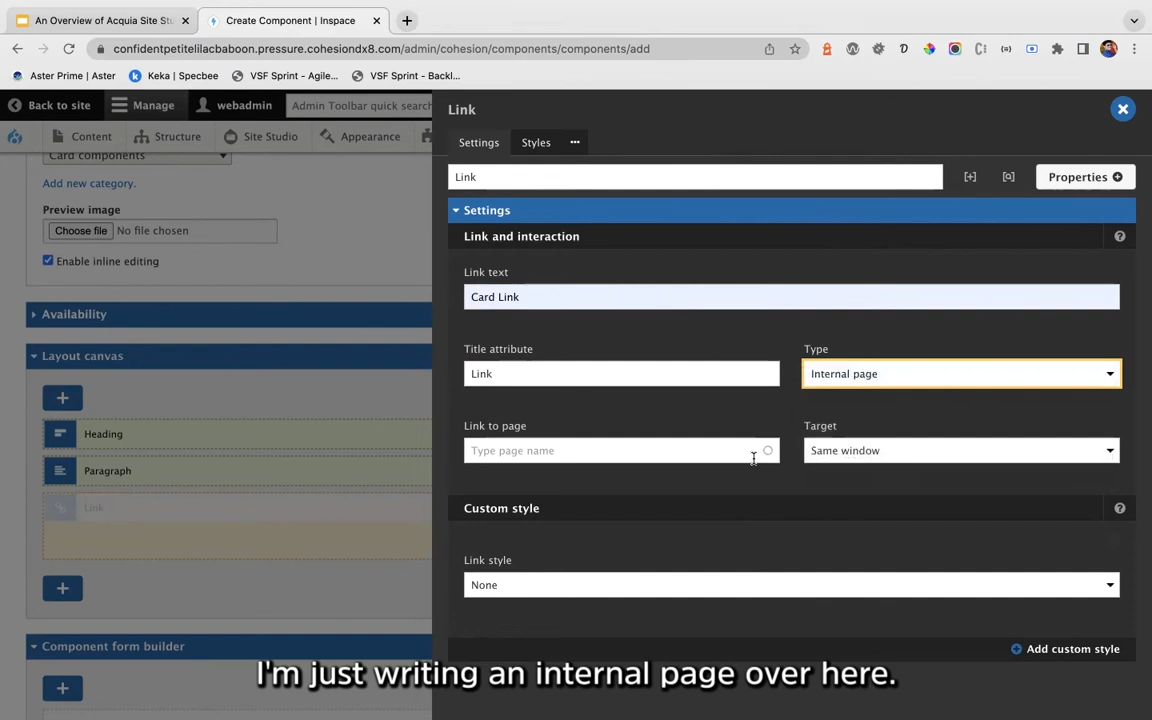 An Overview of Acquia Site Stu
Create Component | Inspace
confidentpetitelilacbaboon.pressure.cohesiondx8.com/admin/cohesion/components/components/add
Aster Prime | Aster
Keka | Specbee
VSF Sprint - Agile...
VSF Sprint - Backl...
Back to site
Manage
webadmin
Admin Toolbar quick search
Content
Structure
Site Studio
Appearance
Card components
Add new category.
Preview image
Choose file No file chosen
Enable inline editing
Availability
Layout canvas
Heading
Paragraph
Link
Component form builder
Link
Settings
Styles
Link
Properties
Settings
Link and interaction
Link text
Card Link
Title attribute
Type
Link
Internal page
Link to page
Target
Type page name
Same window
Custom style
Link style
None
Add custom style
I'm just writing an internal page over here.